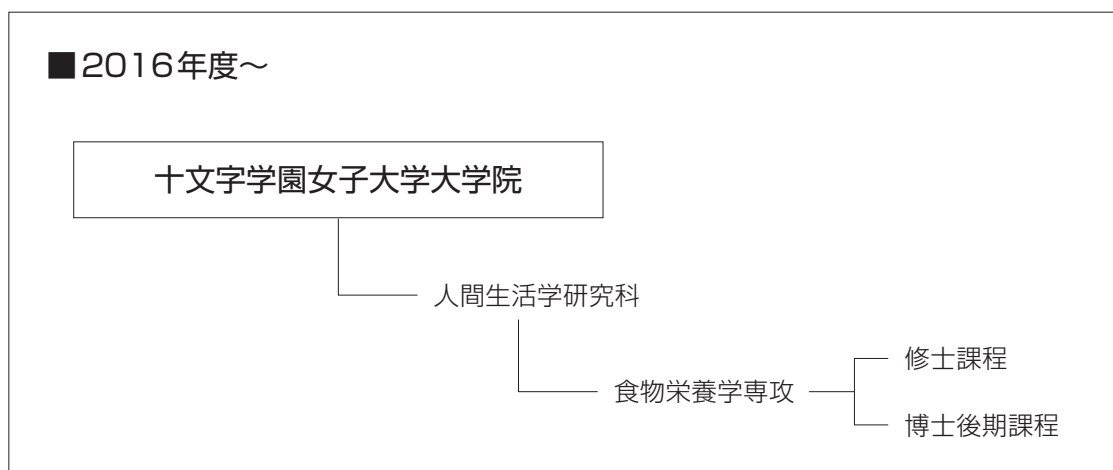 ■2016年度～
十文字学園女子大学大学院
人間生活学研究科
食物栄養学専攻
修士課程
博士後期課程